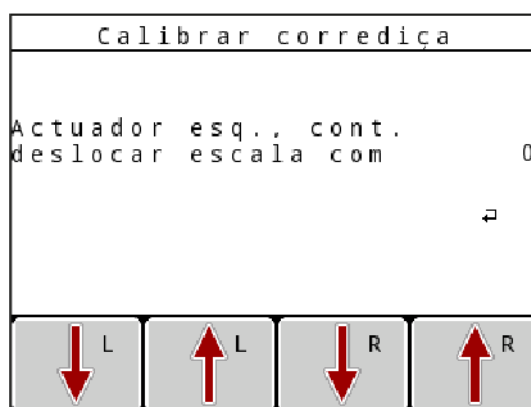 Calibrar corrediça
Actuador esq., cont.
deslocar escala com 0
L L R R